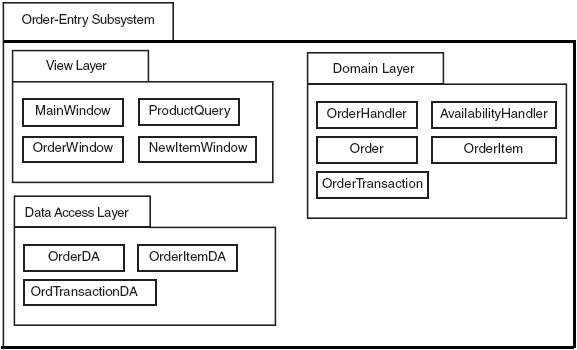 Order-Entry Subsystem
View Layer
MainWindow
ProductQuery
OrderWindow
NewItemWindow
Domain Layer
OrderHandler
AvailabilityHandler
Order
OrderItem
OrderTransaction
Data Access Layer
OrderDA
OrderItemDA
OrdTransactionDA